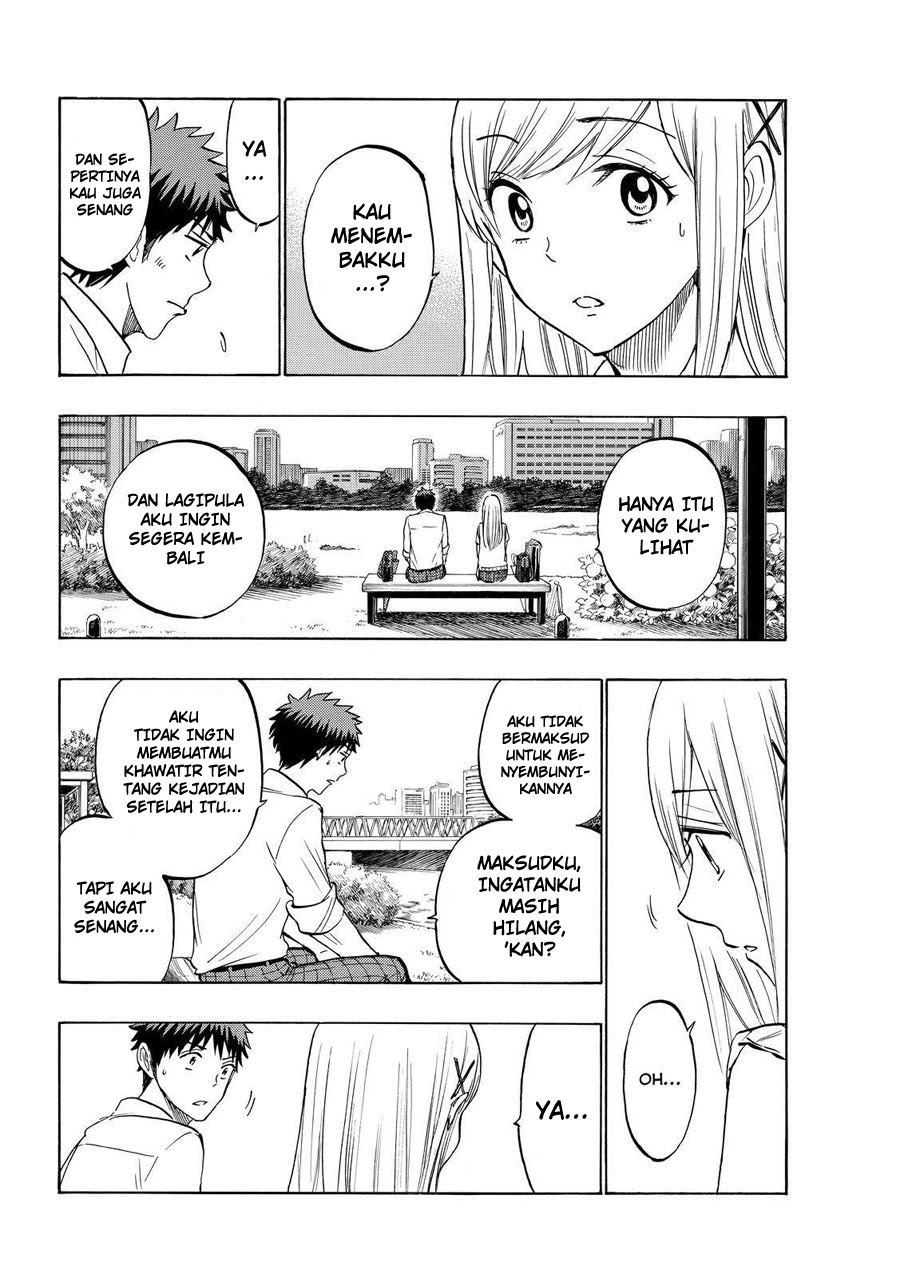 KAU
MENEM-
BAKKU
...?
YA
...
DAN SE-
PERTINYA
KAU JUGA
SENANG
HANYA ITU
YANG KU-
LIHAT
DAN LAGIPULA
AKU INGIN
SEGERA KEM-
BALI
OH...
AKU TIDAK
BERMAKSUD
UNTUK ME-
NYEMBUNYI-
KANNYA
MAKSUDKU,
INGATANKU
MASIH
HILANG,
'KAN?
AKU
TIDAK INGIN
MEMBUATMU
KHAWATIR TEN-
TANG KEJADIAN
SETELAH ITU...
TAPI AKU
SANGAT
SENANG...
YA...